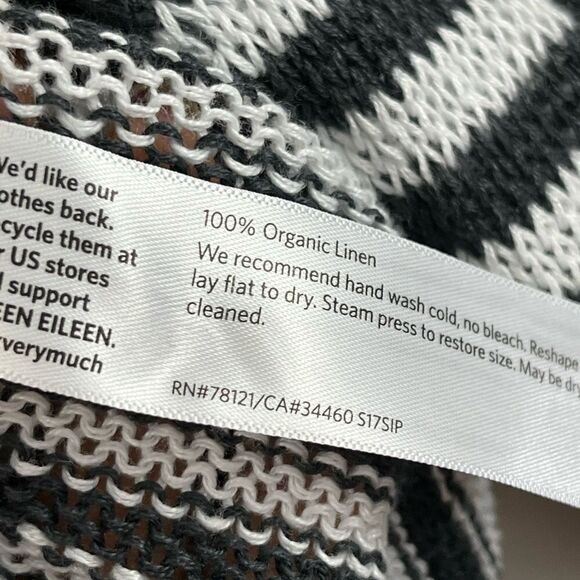 We'd like our
othes back.
cycle them at
r US stores
support
EEN EILEEN.
verymuch
100% Organic Linen
We recommend hand wash cold, no bleach. Reshape
lay flat to dry. Steam press to restore size. May be dry
cleaned.
RN#78121/CA#34460 S17SIP